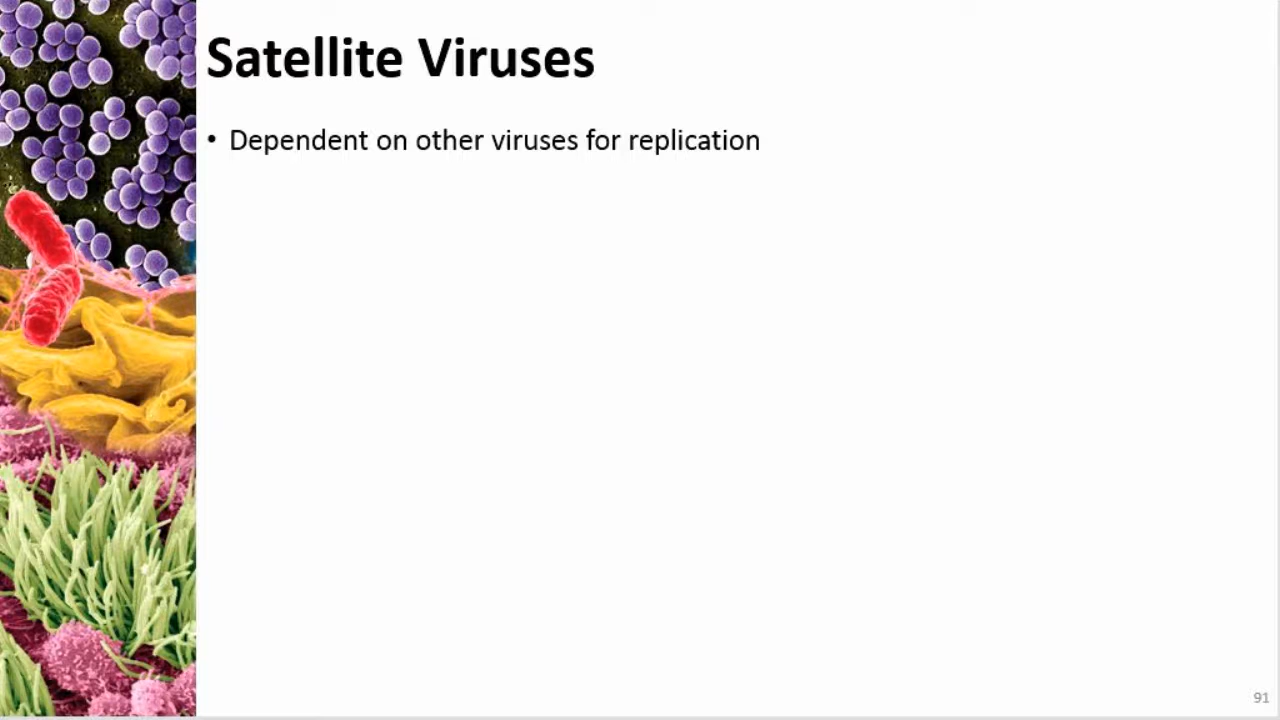 Satellite Viruses
• Dependent on other viruses for replication
91